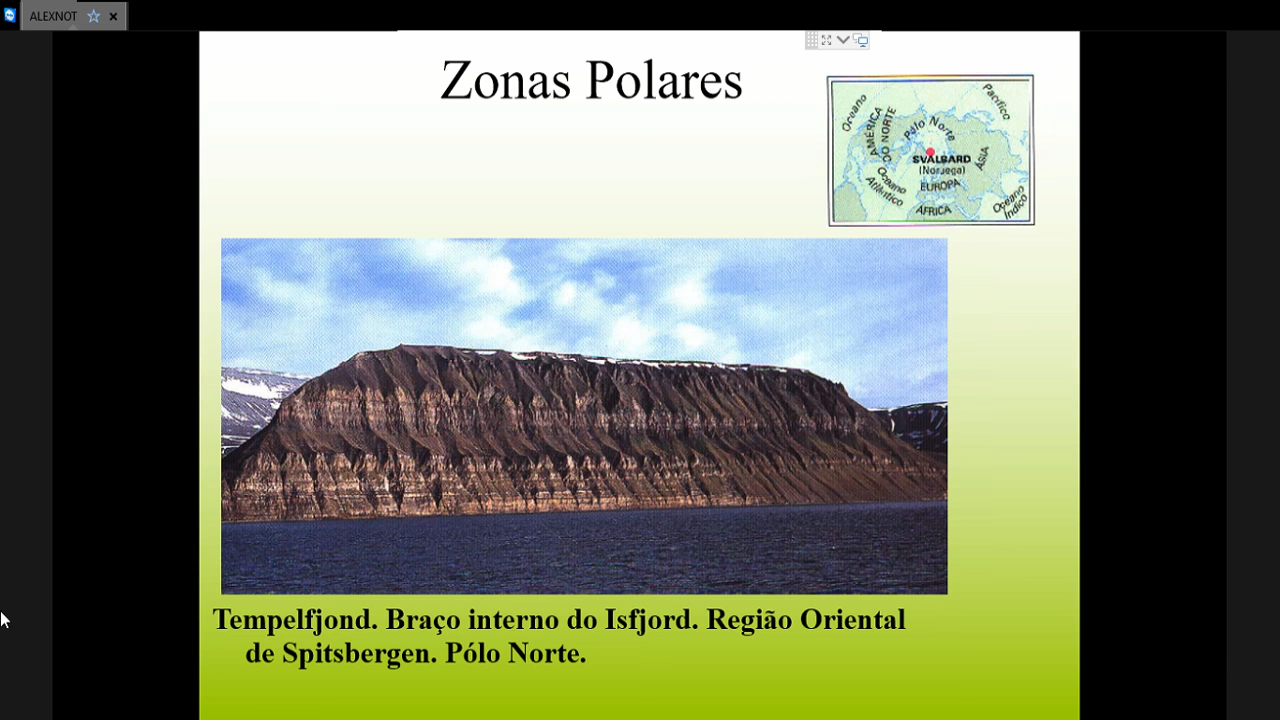 ALEXNOT
Zonas Polares
Oceano
Pacífico
AMÉRICA
DO NORTE
Pólo Norte
SVALBARD
(Noruega)
ÁSIA
Oceano
Atlântico
EUROPA
ÁFRICA
Oceano
Índico
Tempelfjond. Braço interno do Isfjord. Região Oriental
de Spitsbergen. Pólo Norte.